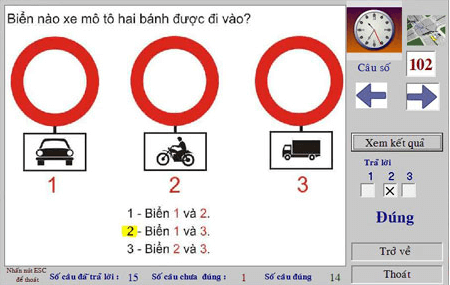 Biển nào xe mô tô hai bánh được đi vào?
1 2 3
1 - Biển 1 và 2.
2 - Biển 1 và 3.
3 - Biển 2 và 3.
Câu số 102
Xem kết quả
Trả lời
1 2 3
Đúng
Trở về
Thoát
Nhấn nút ESC
để thoát
Số câu đã trả lời : 15 Số câu chưa đúng : 1 Số câu đúng 14